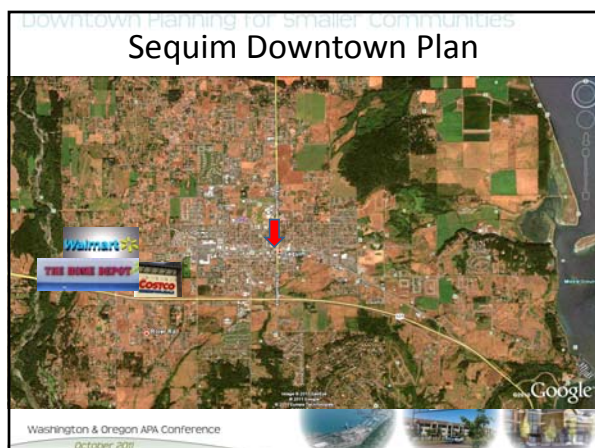 Downtown Planning for Smaller Communities
Sequim Downtown Plan
Walmart
THE HOME DEPOT
COSTCO
Google
Washington & Oregon APA Conference
October 2011